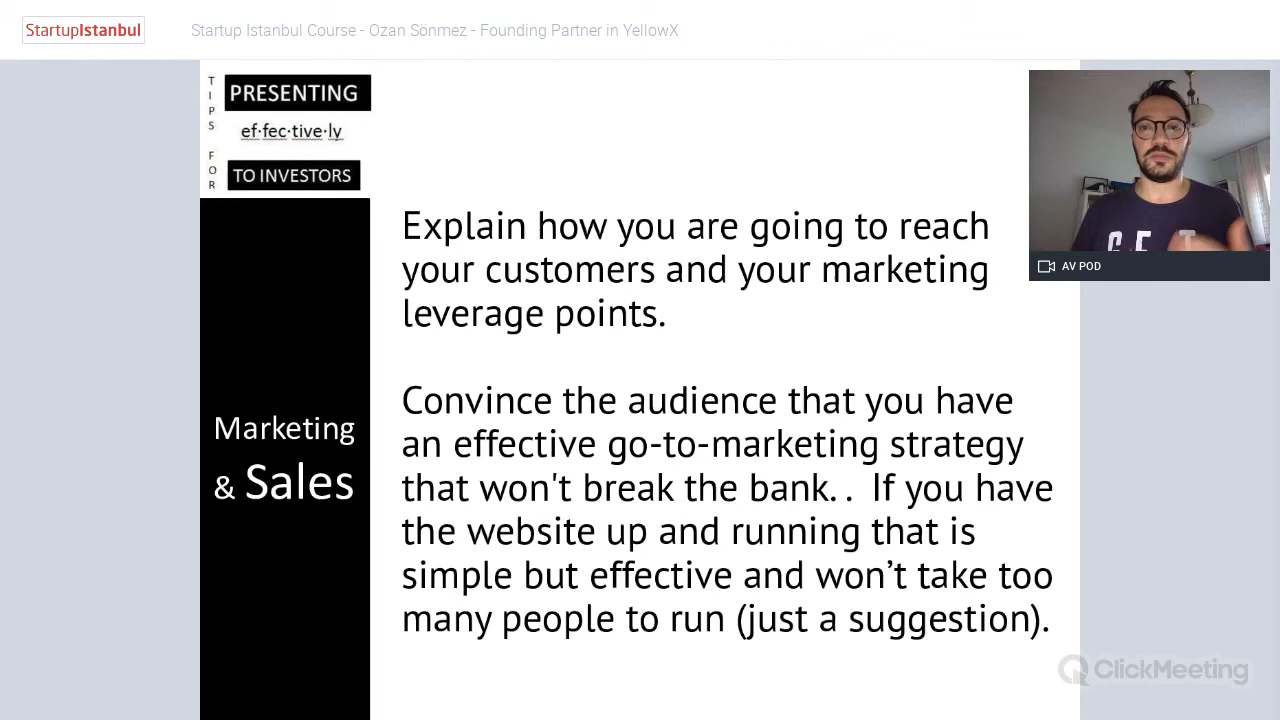 StartupIstanbul
Startup Istanbul Course - Ozan Sönmez - Founding Partner in YellowX
TIPS FOR
PRESENTING
ef·fec·tive·ly
TO INVESTORS
Marketing
& Sales
Explain how you are going to reach
your customers and your marketing
leverage points.
Convince the audience that you have
an effective go-to-marketing strategy
that won't break the bank. .  If you have
the website up and running that is
simple but effective and won’t take too
many people to run (just a suggestion).
GET
AV POD
ClickMeeting